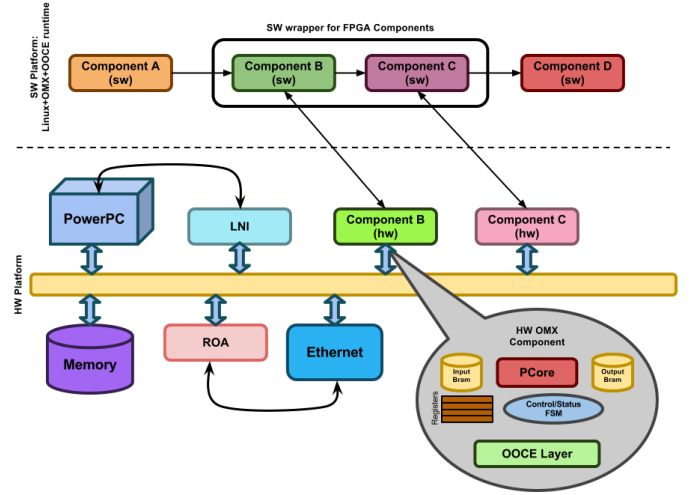 SW wrapper for FPGA Components
SW Platform:
Linux+OMX+OOCE runtime
Component A
(sw)
Component B
(sw)
Component C
(sw)
Component D
(sw)
PowerPC
LNI
Component B
(hw)
Component C
(hw)
HW Platform
Memory
ROA
Ethernet
HW OMX
Component
Input
Bram
PCore
Output
Bram
Registers
Control/Status
FSM
OOCE Layer